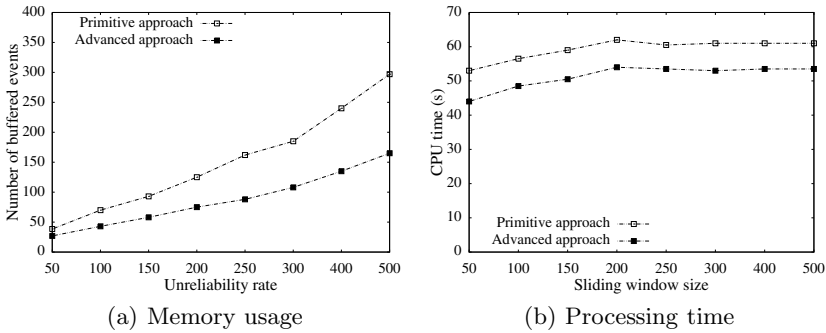 400
350
300
250
200
150
100
50
0
Number of buffered events
Primitive approach
Advanced approach
50 100 150 200 250 300 400 500
Unreliability rate
(a) Memory usage
70
60
50
40
30
20
10
0
CPU time (s)
Primitive approach
Advanced approach
50 100 150 200 250 300 400 500
Sliding window size
(b) Processing time